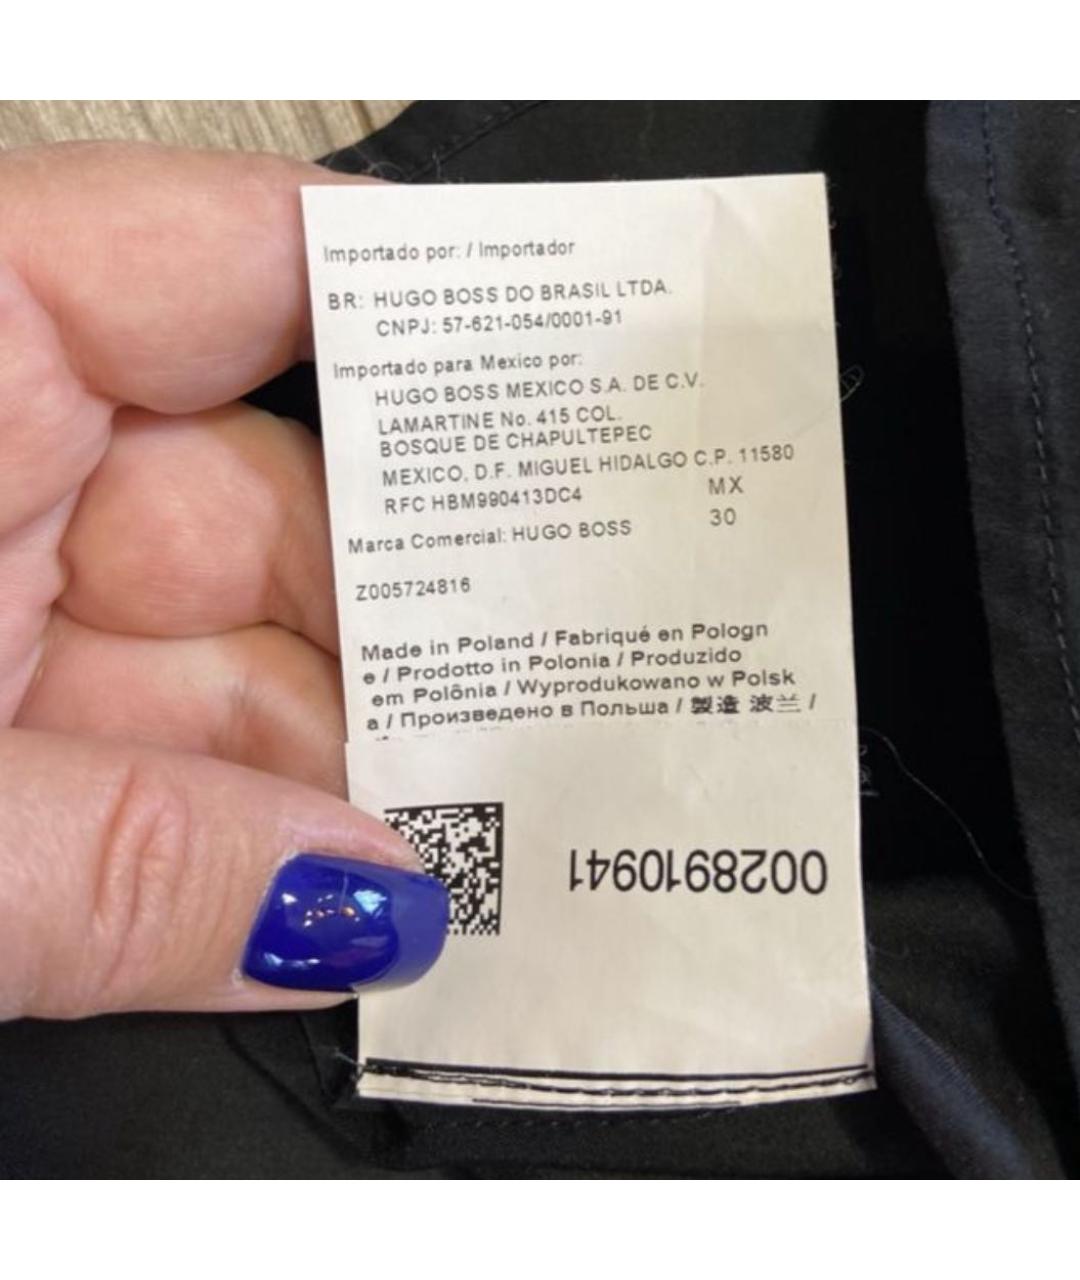 Importado por: / Importador
BR: HUGO BOSS DO BRASIL LTDA.
CNPJ: 57-621-054/0001-91
Importado para Mexico por:
HUGO BOSS MEXICO S.A. DE C.V.
LAMARTINE No. 415 COL.
BOSQUE DE CHAPULTEPEC
MEXICO, D.F. MIGUEL HIDALGO C.P. 11580
RFC HBM990413DC4 MX
Marca Comercial: HUGO BOSS 30
Z005724816
Made in Poland / Fabriqué en Pologn
e / Prodotto in Polonia / Produzido
em Polônia / Wyprodukowano w Polsk
a / Произведено в Польша / 製造 波兰 /
0028910941